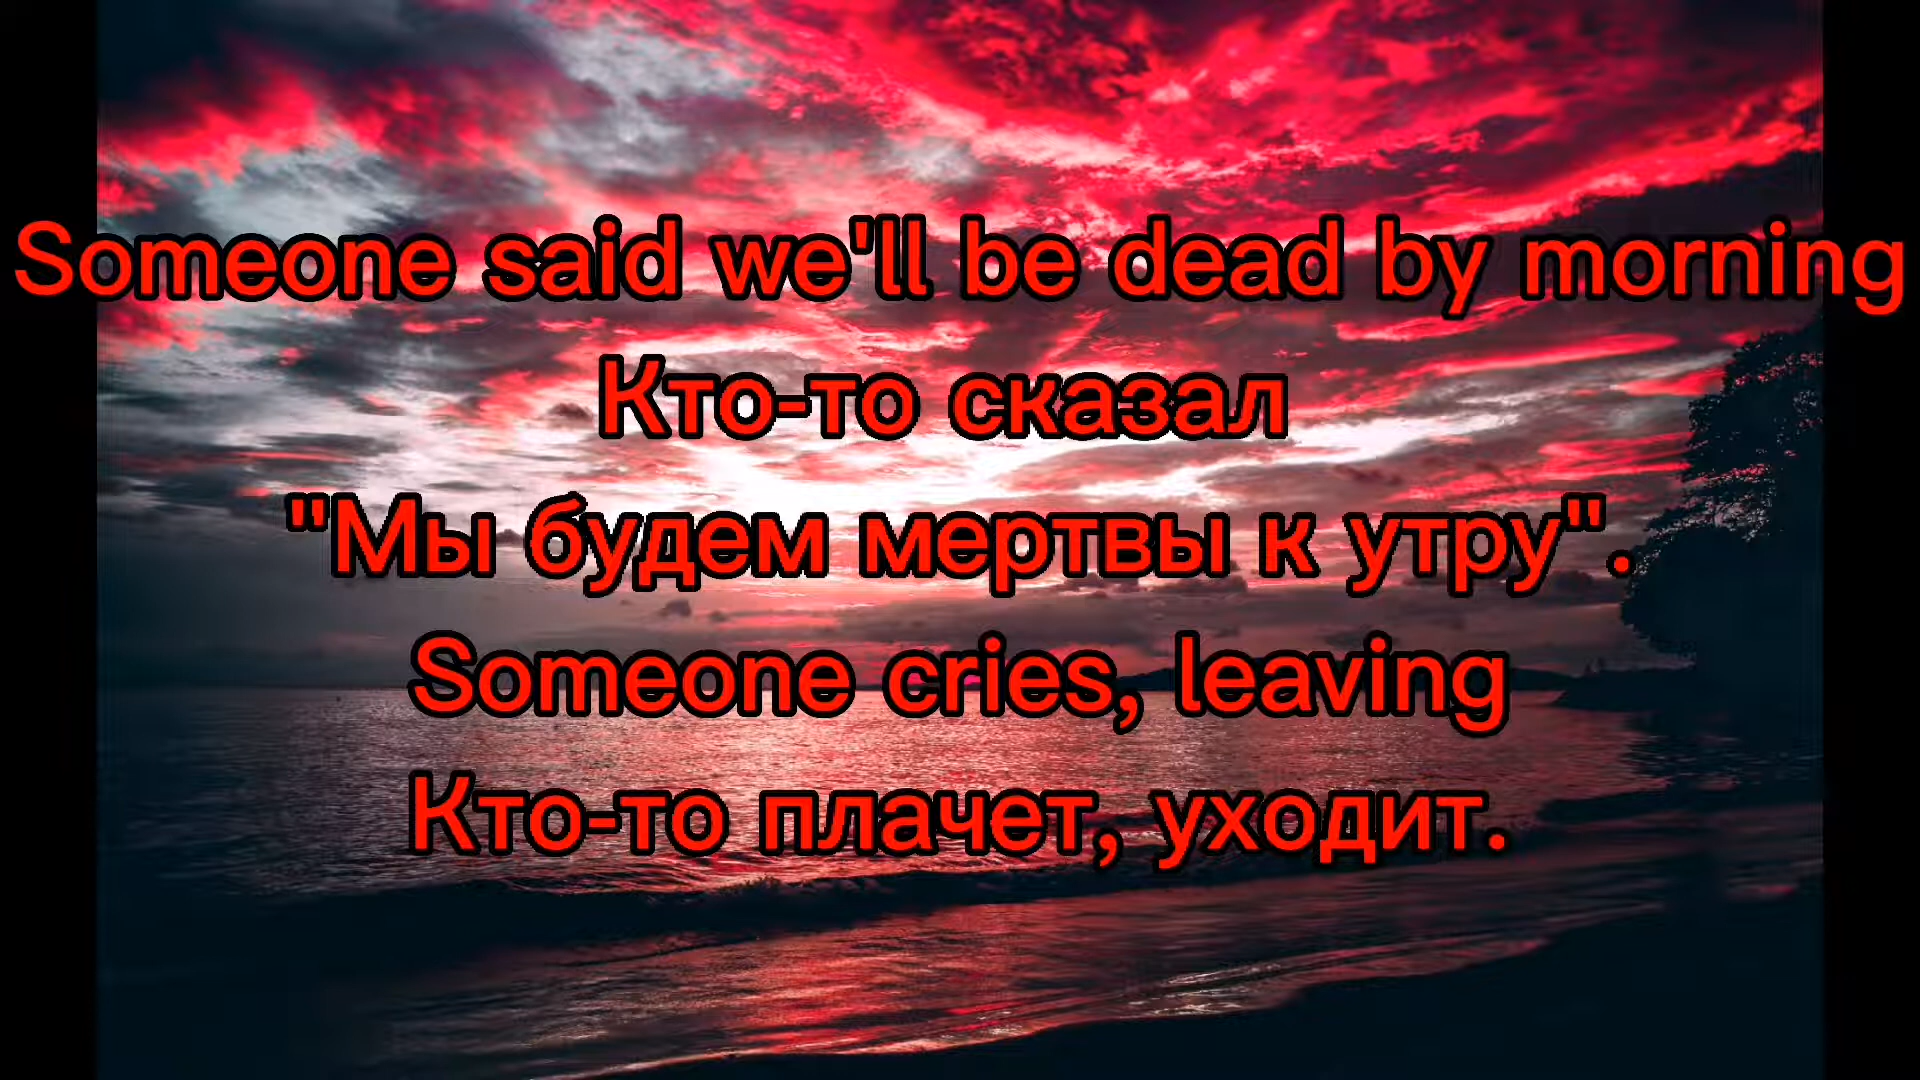 Someone said we'll be dead by morning
Кто-то сказал
"Мы будем мертвы к утру".
Someone cries, leaving
Кто-то плачет, уходит.